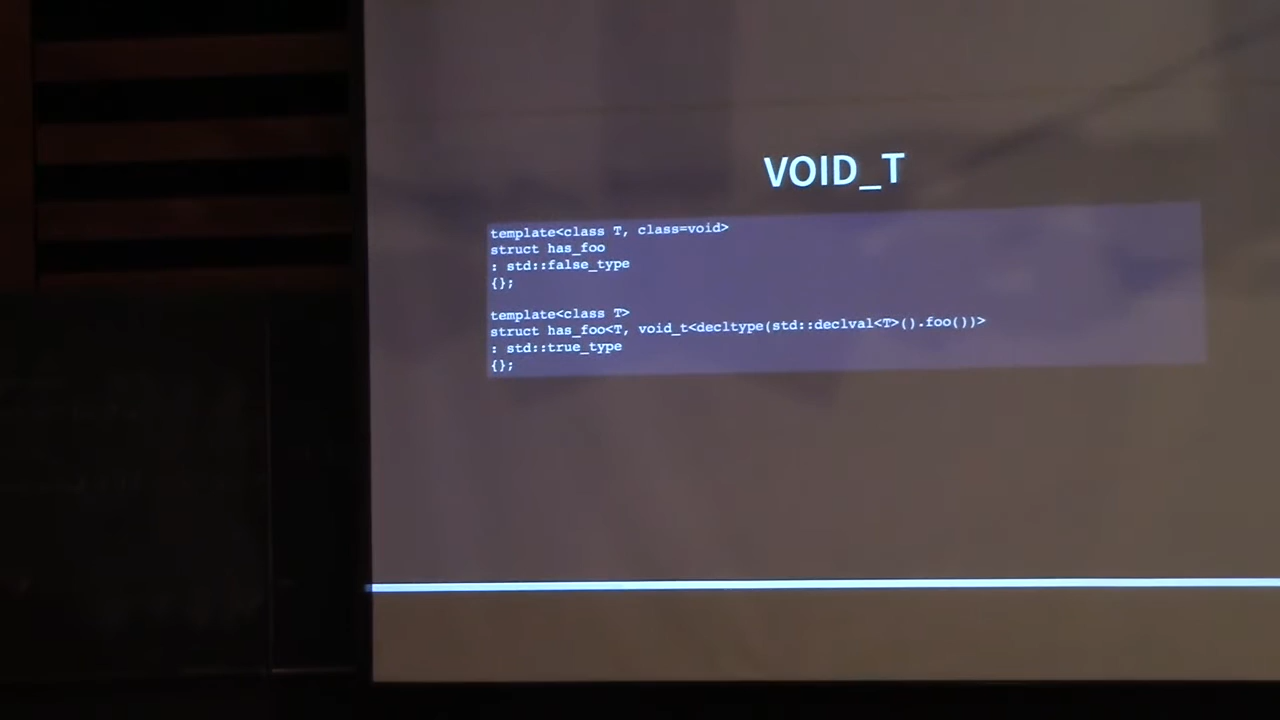 VOID_T
template<class T, class=void>
struct has_foo
: std::false_type
{};
template<class T>
struct has_foo<T, void_t<decltype(std::declval<T>().foo())>
: std::true_type
{};